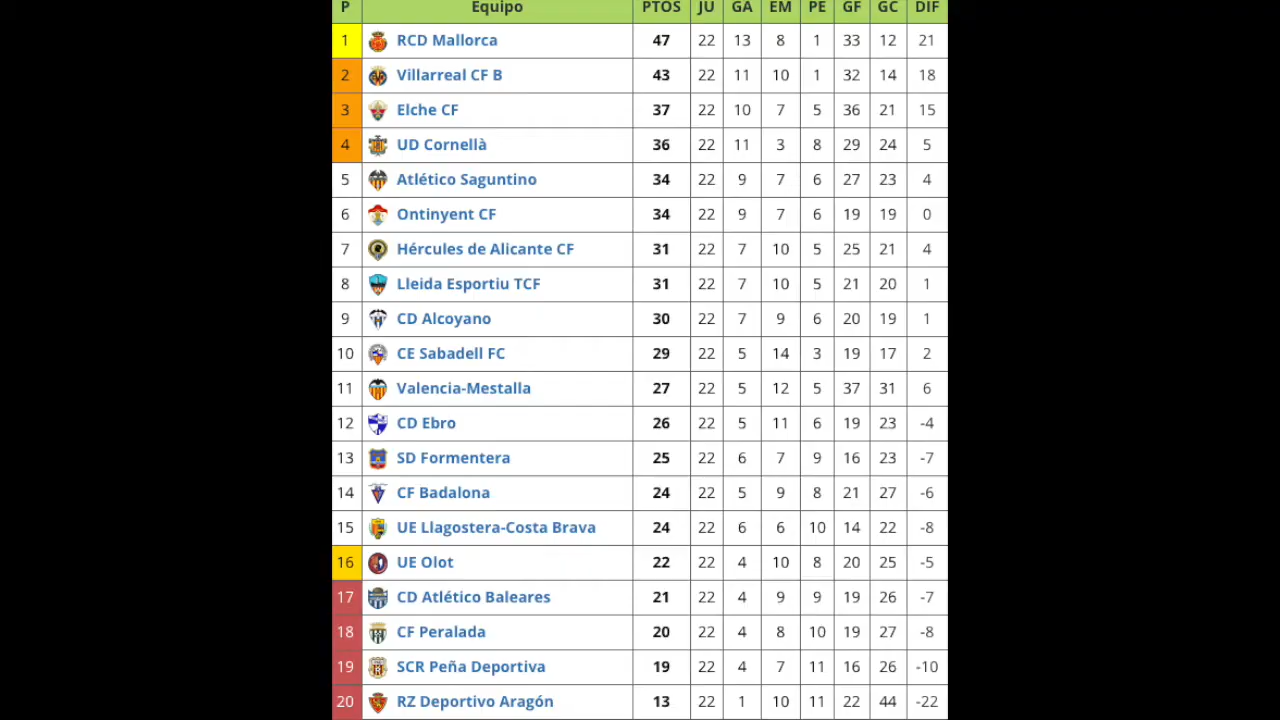 P Equipo PTOS JU GA EM PE GF GC DIF
1 RCD Mallorca 47 22 13 8 1 33 12 21
2 Villarreal CF B 43 22 11 10 1 32 14 18
3 Elche CF 37 22 10 7 5 36 21 15
4 UD Cornellà 36 22 11 3 8 29 24 5
5 Atlético Saguntino 34 22 9 7 6 27 23 4
6 Ontinyent CF 34 22 9 7 6 19 19 0
7 Hércules de Alicante CF 31 22 7 10 5 25 21 4
8 Lleida Esportiu TCF 31 22 7 10 5 21 20 1
9 CD Alcoyano 30 22 7 9 6 20 19 1
10 CE Sabadell FC 29 22 5 14 3 19 17 2
11 Valencia-Mestalla 27 22 5 12 5 37 31 6
12 CD Ebro 26 22 5 11 6 19 23 -4
13 SD Formentera 25 22 6 7 9 16 23 -7
14 CF Badalona 24 22 5 9 8 21 27 -6
15 UE Llagostera-Costa Brava 24 22 6 6 10 14 22 -8
16 UE Olot 22 22 4 10 8 20 25 -5
17 CD Atlético Baleares 21 22 4 9 9 19 26 -7
18 CF Peralada 20 22 4 8 10 19 27 -8
19 SCR Peña Deportiva 19 22 4 7 11 16 26 -10
20 RZ Deportivo Aragón 13 22 1 10 11 22 44 -22